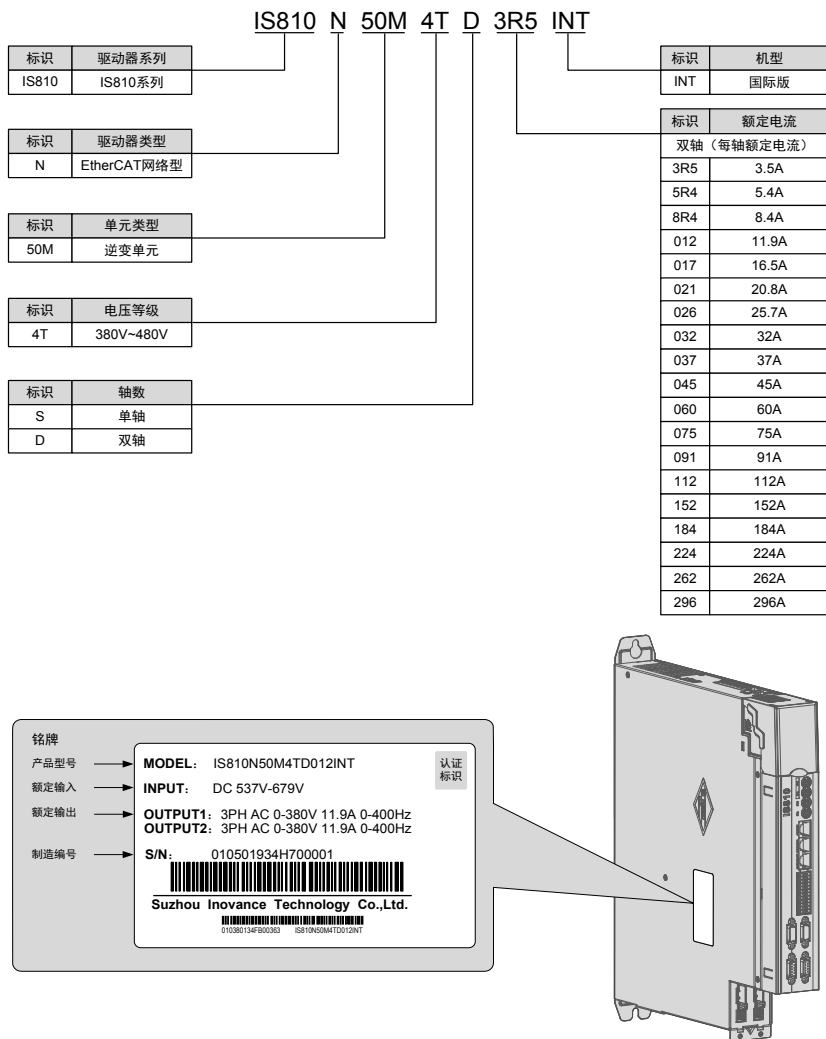 IS810 N 50M 4T D 3R5 INT
标识 驱动器系列
IS810 IS810系列
标识 驱动器类型
N EtherCAT网络型
标识 单元类型
50M 逆变单元
标识 电压等级
4T 380V~480V
标识 轴数
S 单轴
D 双轴
标识 机型
INT 国际版
标识 额定电流
双轴（每轴额定电流）
3R5 3.5A
5R4 5.4A
8R4 8.4A
012 11.9A
017 16.5A
021 20.8A
026 25.7A
032 32A
037 37A
045 45A
060 60A
075 75A
091 91A
112 112A
152 152A
184 184A
224 224A
262 262A
296 296A
铭牌
产品型号
额定输入
额定输出
制造编号
MODEL： IS810N50M4TD012INT
认证
标识
INPUT： DC 537V-679V
OUTPUT1：3PH AC 0-380V 11.9A 0-400Hz
OUTPUT2：3PH AC 0-380V 11.9A 0-400Hz
S/N： 010501934H700001
Suzhou Inovance Technology Co.,Ltd.
010380134FB00363 IS810N50M4TD012INT
IS810